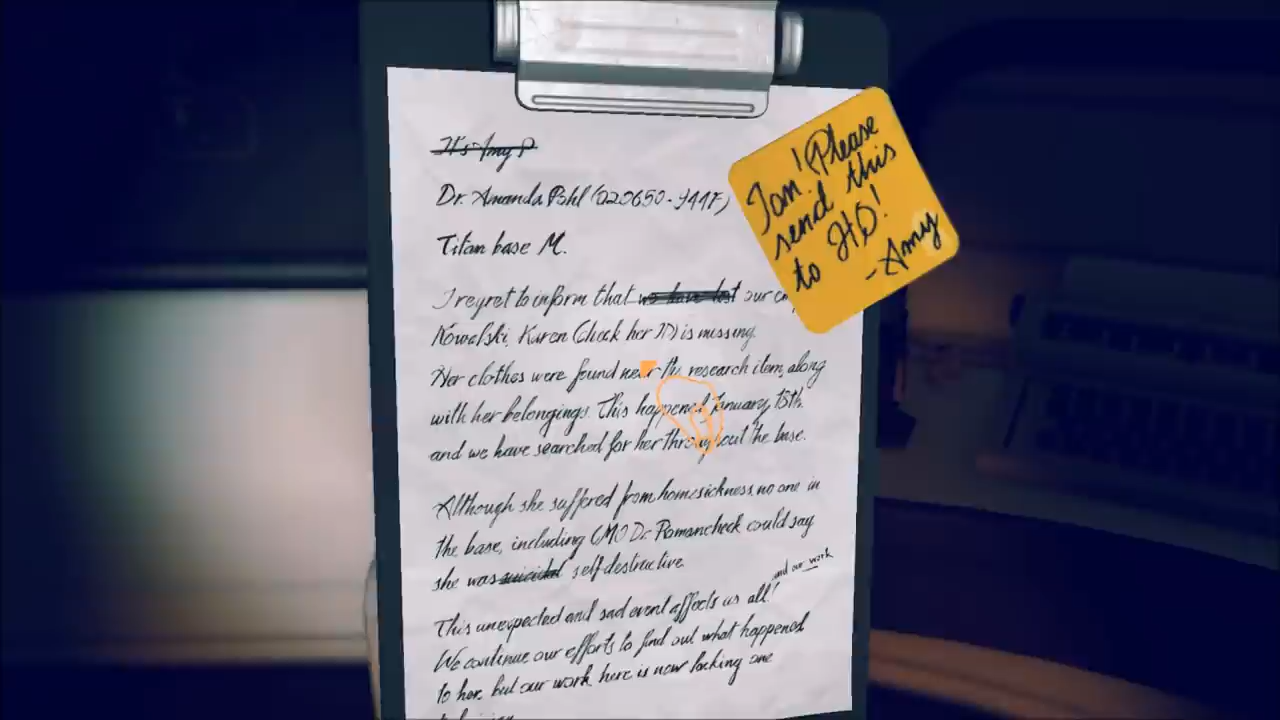 It's Amy P
Dr. Amanda Pohl (020650-944F)
Titan base M.
I regret to inform that we have lost our
Kowalski, Karen (check her ID) is missing.
Her clothes were found near the research item, along
with her belongings. This happened January, 15th.
and we have searched for her throughout the base.
Although she suffered from homesickness, no one in
the base, including CMO Dr. Romancheck could say
she was suicidal self-destructive.
and our work
This unexpected and sad event affects us all!
We continue our efforts to find out what happened
to her, but our work here is now lacking one
Ian! Please
send this
to HQ!
-Amy